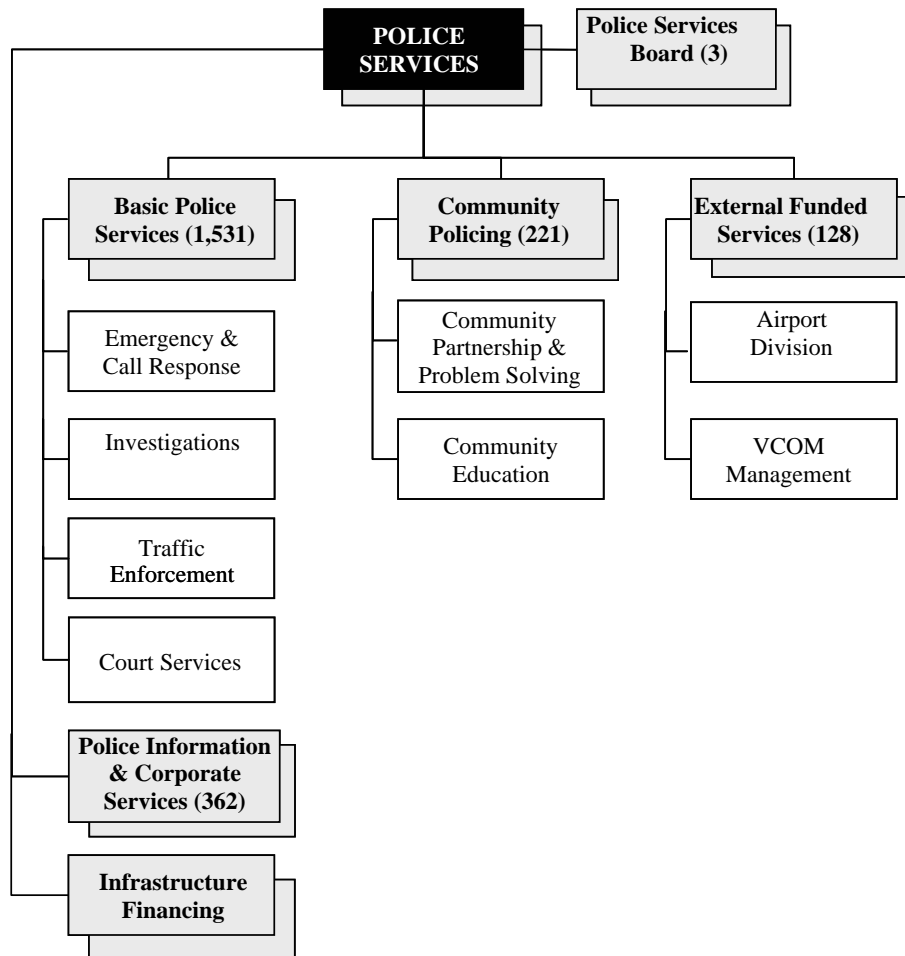 POLICE
SERVICES
Police Services
Board (3)
Basic Police
Services (1,531)
Emergency &
Call Response
Investigations
Traffic
Enforcement
Court Services
Community
Policing (221)
Community
Partnership &
Problem Solving
Community
Education
External Funded
Services (128)
Airport
Division
VCOM
Management
Police Information
& Corporate
Services (362)
Infrastructure
Financing